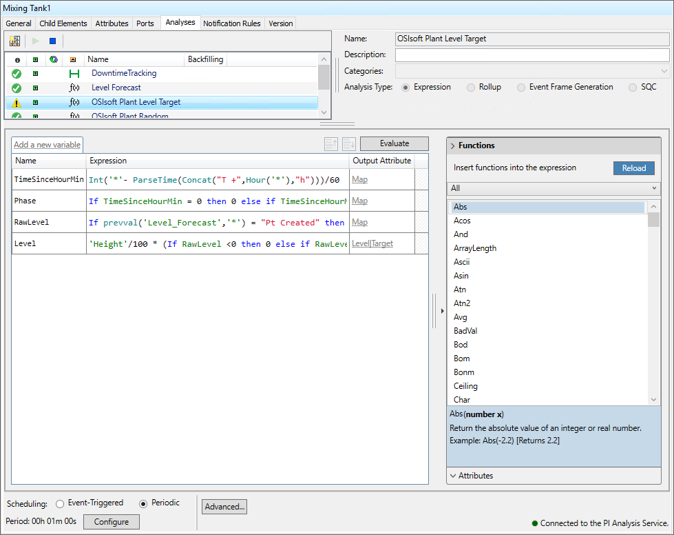 Mixing Tank1
General Child Elements Attributes Ports Analyses Notification Rules Version
Name Backfilling
DowntimeTracking
f(x) Level Forecast
f(x) OSIsoft Plant Level Target
f(x) OSIsoft Plant Random
Name: OSIsoft Plant Level Target
Description:
Categories:
Analysis Type: Expression Rollup Event Frame Generation SQC
Add a new variable Evaluate
Name Expression Output Attribute
TimeSinceHourMin Int('*'- ParseTime(Concat("T +",Hour('*'),"h")))/60 Map
Phase If TimeSinceHourMin = 0 then 0 else if TimeSinceHourM Map
RawLevel If prevval('Level_Forecast','*') = "Pt Created" then Map
Level 'Height'/100 * (If RawLevel <0 then 0 else if RawLeve Level|Target
Functions
Insert functions into the expression Reload
All
Abs
Acos
And
ArrayLength
Ascii
Asin
Atn
Atn2
Avg
BadVal
Bod
Bom
Bonm
Ceiling
Char
Abs(number x)
Return the absolute value of an integer or real number.
Example: Abs(-2.2) [Returns 2.2]
Attributes
Scheduling: Event-Triggered Periodic Advanced...
Period: 00h 01m 00s Configure
Connected to the PI Analysis Service.